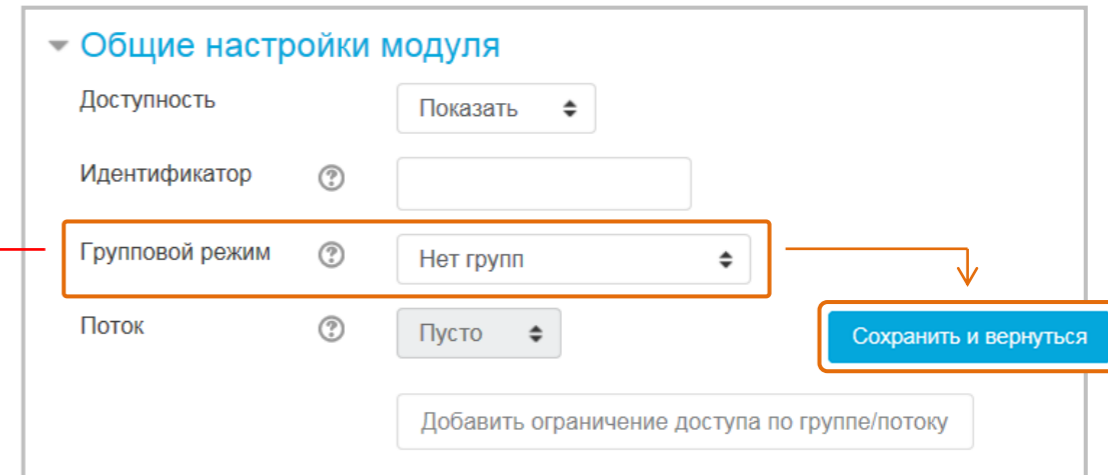 Общие настройки модуля
Доступность
Показать
Идентификатор
Групповой режим
Нет групп
Поток
Пусто
Сохранить и вернуться
Добавить ограничение доступа по группе/потоку